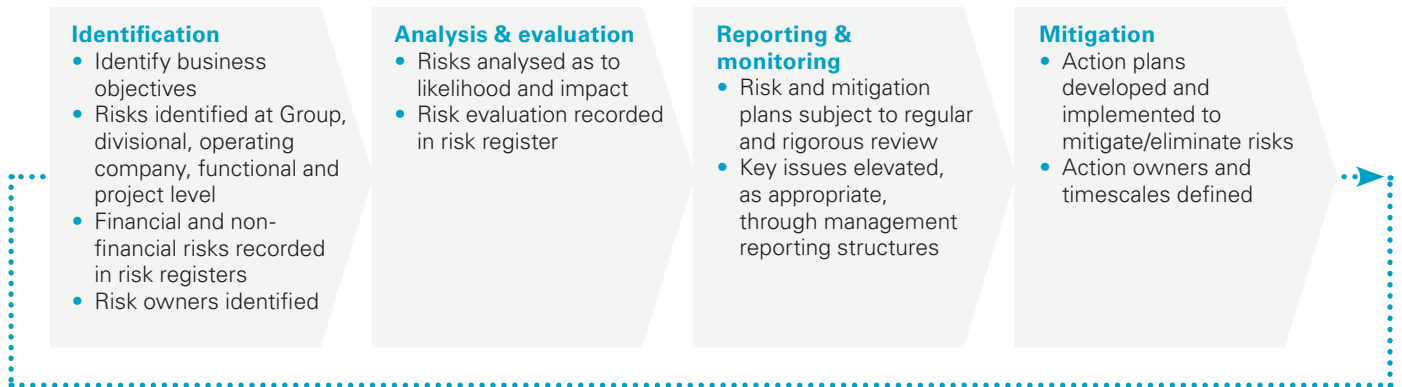 Identification
• Identify business
objectives
• Risks identified at Group,
divisional, operating
company, functional and
project level
• Financial and non-
financial risks recorded
in risk registers
• Risk owners identified
Analysis & evaluation
• Risks analysed as to
likelihood and impact
• Risk evaluation recorded
in risk register
Reporting &
monitoring
• Risk and mitigation
plans subject to regular
and rigorous review
• Key issues elevated,
as appropriate,
through management
reporting structures
Mitigation
• Action plans
developed and
implemented to
mitigate/eliminate risks
• Action owners and
timescales defined